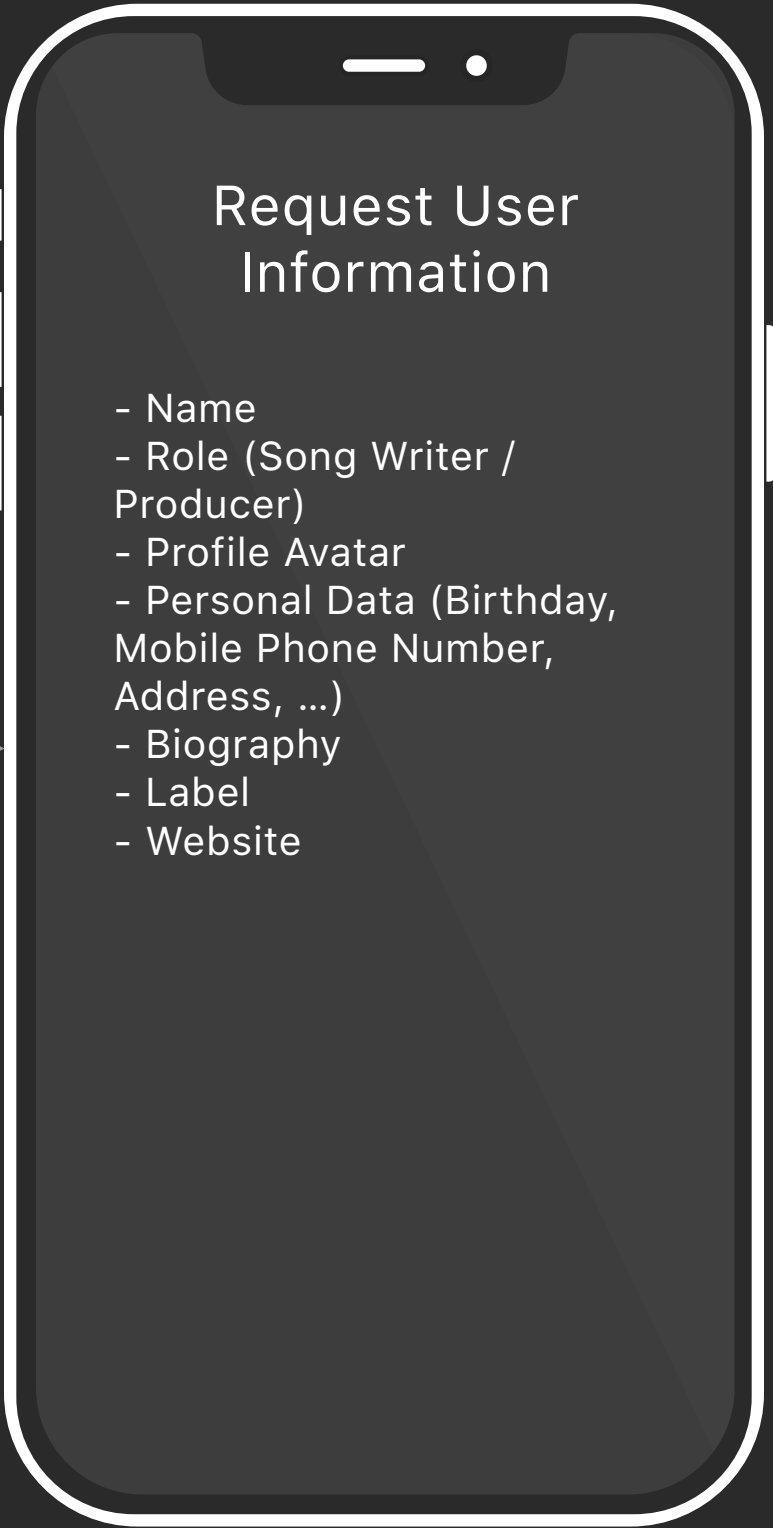 Request User
Information
- Name
- Role (Song Writer /
Producer)
- Profile Avatar
- Personal Data (Birthday,
Mobile Phone Number,
Address, ...)
- Biography
- Label
- Website